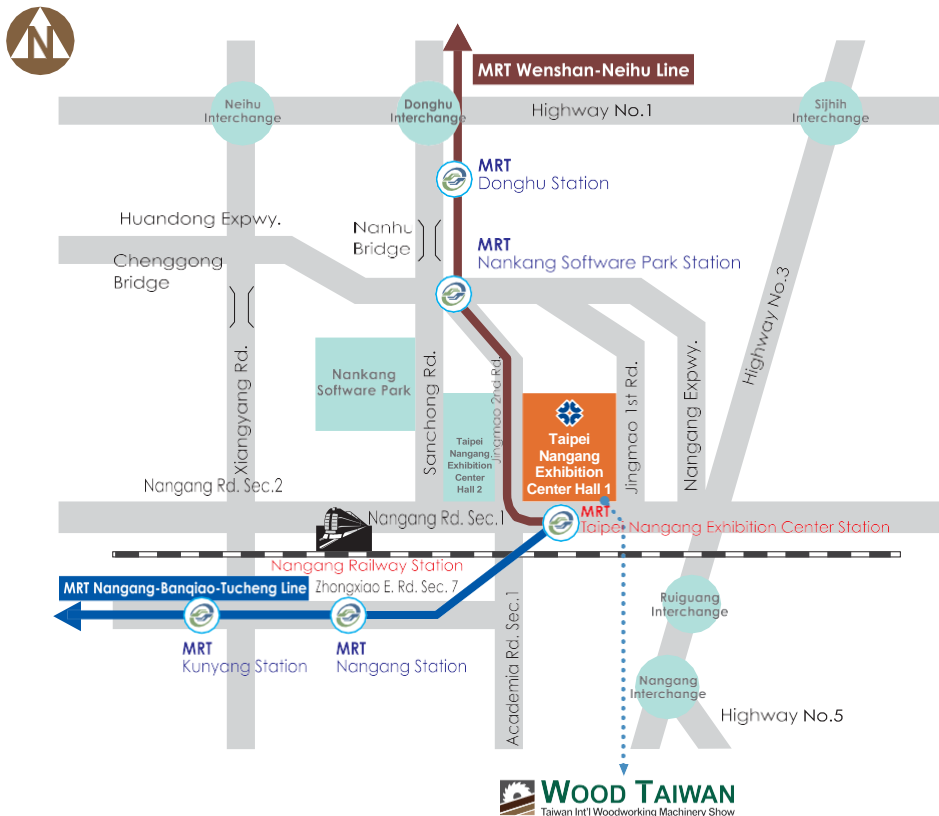 N
MRT Wenshan-Neihu Line
Neihu
Interchange
Donghu
Interchange
Highway No.1
Sijhih
Interchange
MRT
Donghu Station
Huandong Expwy.
Nanhu
Bridge
MRT
Nankang Software Park Station
Chenggong
Bridge
Highway No.3
Xiangyang Rd.
Nankang
Software Park
Sanchong Rd.
Jingmao 2nd Rd.
Jingmao 1st Rd.
Nangang Expwy.
Taipei
Nangang
Exhibition
Center
Hall 2
Taipei
Nangang
Exhibition
Center Hall 1
Nangang Rd. Sec.2
Nangang Rd. Sec.1
MRT
Taipei Nangang Exhibition Center Station
Nangang Railway Station
MRT Nangang-Banqiao-Tucheng Line
Zhongxiao E. Rd. Sec. 7
Ruiguang
Interchange
MRT
Kunyang Station
MRT
Nangang Station
Academia Rd. Sec.1
Nangang
Interchange
Highway No.5
WOOD TAIWAN
Taiwan Int'l Woodworking Machinery Show